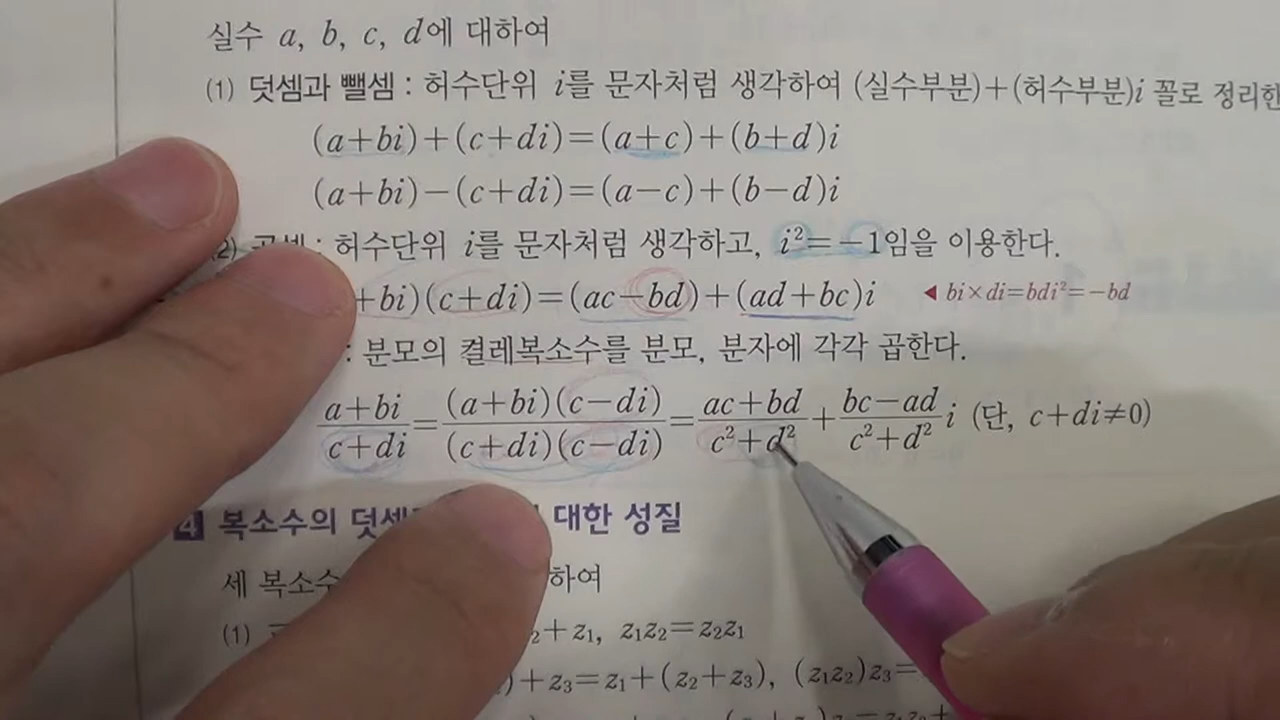 실수 a, b, c, d에 대하여
(1) 덧셈과 뺄셈 : 허수단위 i를 문자처럼 생각하여 (실수부분)+(허수부분)i 꼴로 정리한
(a+bi)+(c+di)=(a+c)+(b+d)i
(a+bi)-(c+di)=(a-c)+(b-d)i
(2) 곱셈 : 허수단위 i를 문자처럼 생각하고, i²=-1임을 이용한다.
+bi)(c+di)=(ac-bd)+(ad+bc)i ◀ bi×di=bdi²=-bd
: 분모의 켤레복소수를 분모, 분자에 각각 곱한다.
(a+bi)/(c+di)=((a+bi)(c-di))/((c+di)(c-di))=(ac+bd)/(c²+d²)+(bc-ad)/(c²+d²)i (단, c+di≠0)
4 복소수의 덧셈 대한 성질
세 복소수 하여
(1) ₂+z₁, z₁z₂=z₂z₁
)+z₃=z₁+(z₂+z₃), (z₁z₂)z₃=